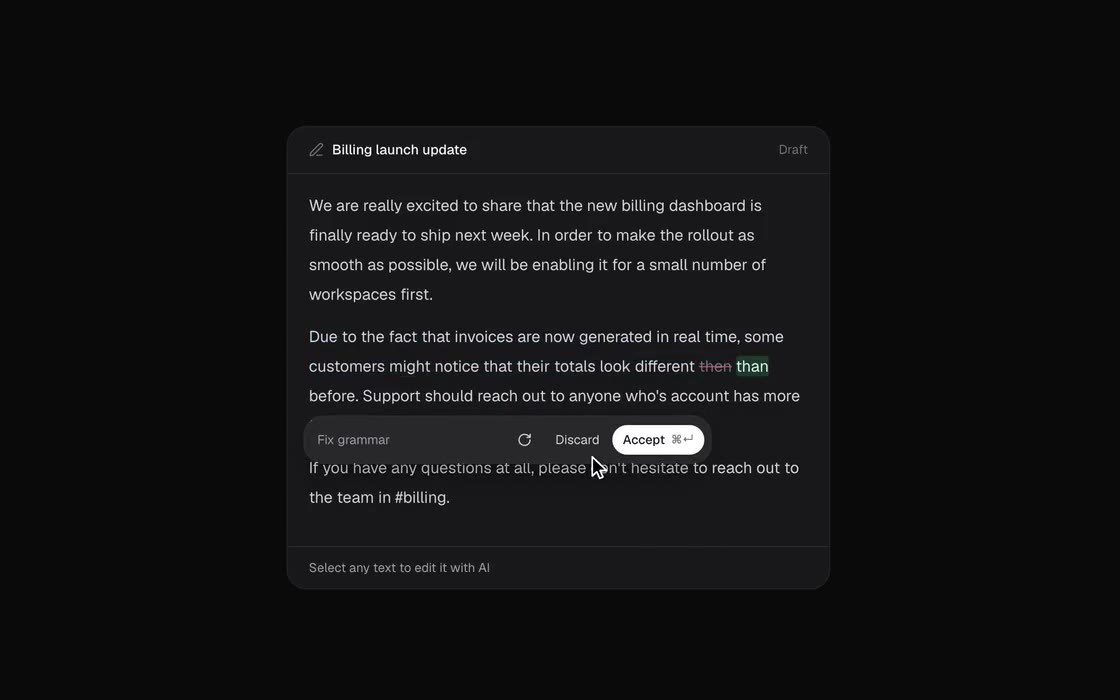 Billing launch update
Draft
We are really excited to share that the new billing dashboard is
finally ready to ship next week. In order to make the rollout as
smooth as possible, we will be enabling it for a small number of
workspaces first.
Due to the fact that invoices are now generated in real time, some
customers might notice that their totals look different then than
before. Support should reach out to anyone who's account has more
Fix grammar
Discard
Accept ⌘↵
If you have any questions at all, please don't hesitate to reach out to
the team in #billing.
Select any text to edit it with AI